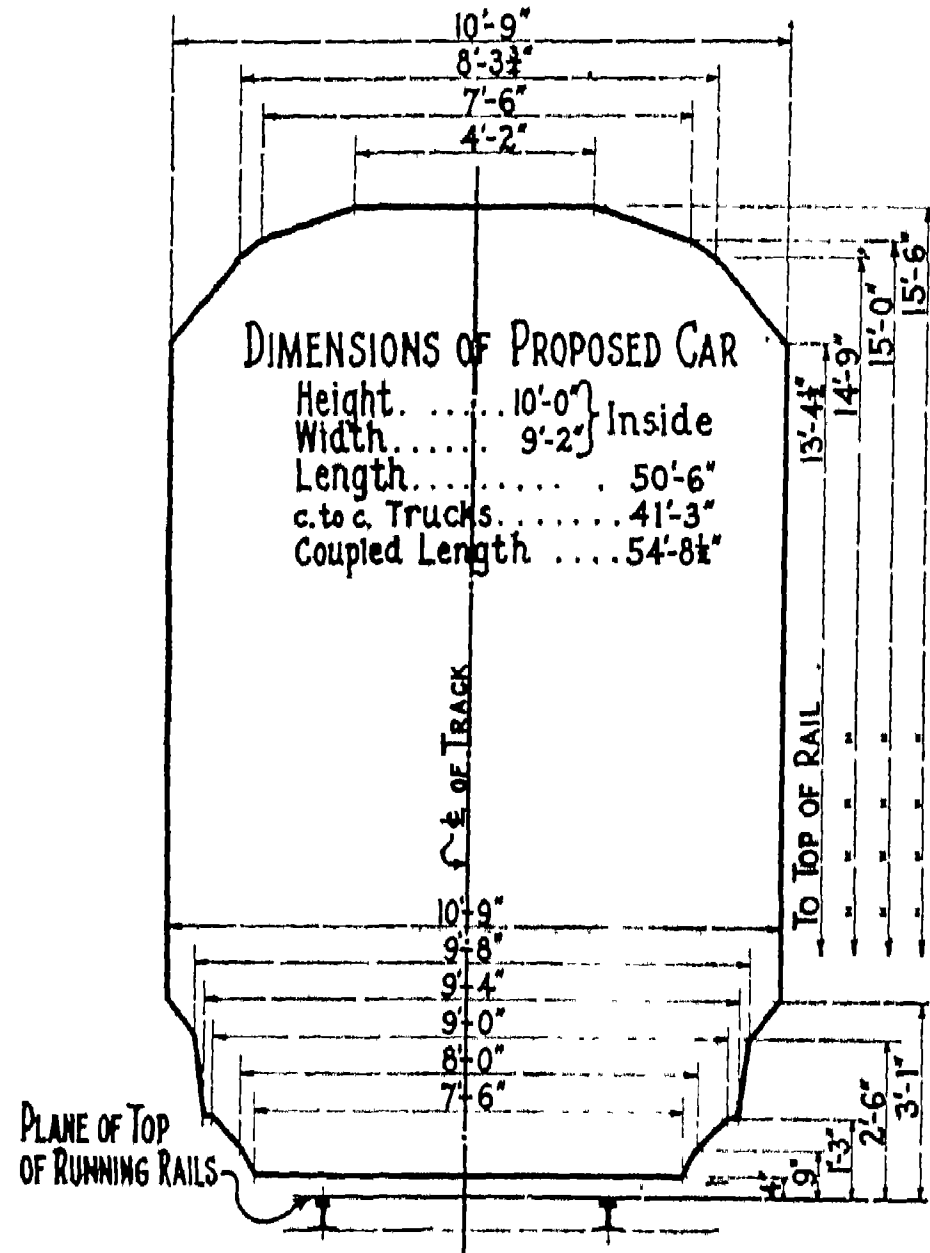 10'-9"
8'-3¾"
7'-6"
4'-2"
DIMENSIONS OF PROPOSED CAR
Height. . . . . . . 10'-0" } Inside
Width. . . . . . 9'-2"
Length. . . . . . . . . . 50'-6"
c. to c. Trucks. . . . . . . 41'-3"
Coupled Length . . . . 54'-8½"
13'-4½"
14'-9"
15'-0"
15'-6"
TO TOP OF RAIL
" " " "
" " " "
" " " "
℄ OF TRACK
10'-9"
9'-8"
9'-4"
9'-0"
8'-0"
7'-6"
PLANE OF TOP
OF RUNNING RAILS
4"
9"
1'-3"
2'-6"
3'-1"